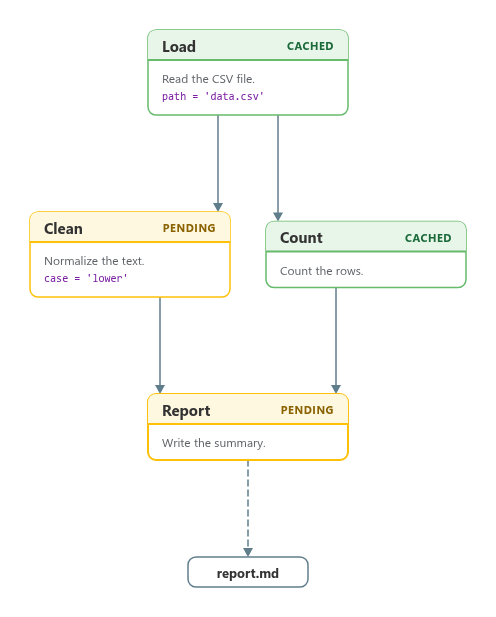 Load CACHED
Read the CSV file.
path = 'data.csv'
Clean PENDING
Normalize the text.
case = 'lower'
Count CACHED
Count the rows.
Report PENDING
Write the summary.
report.md